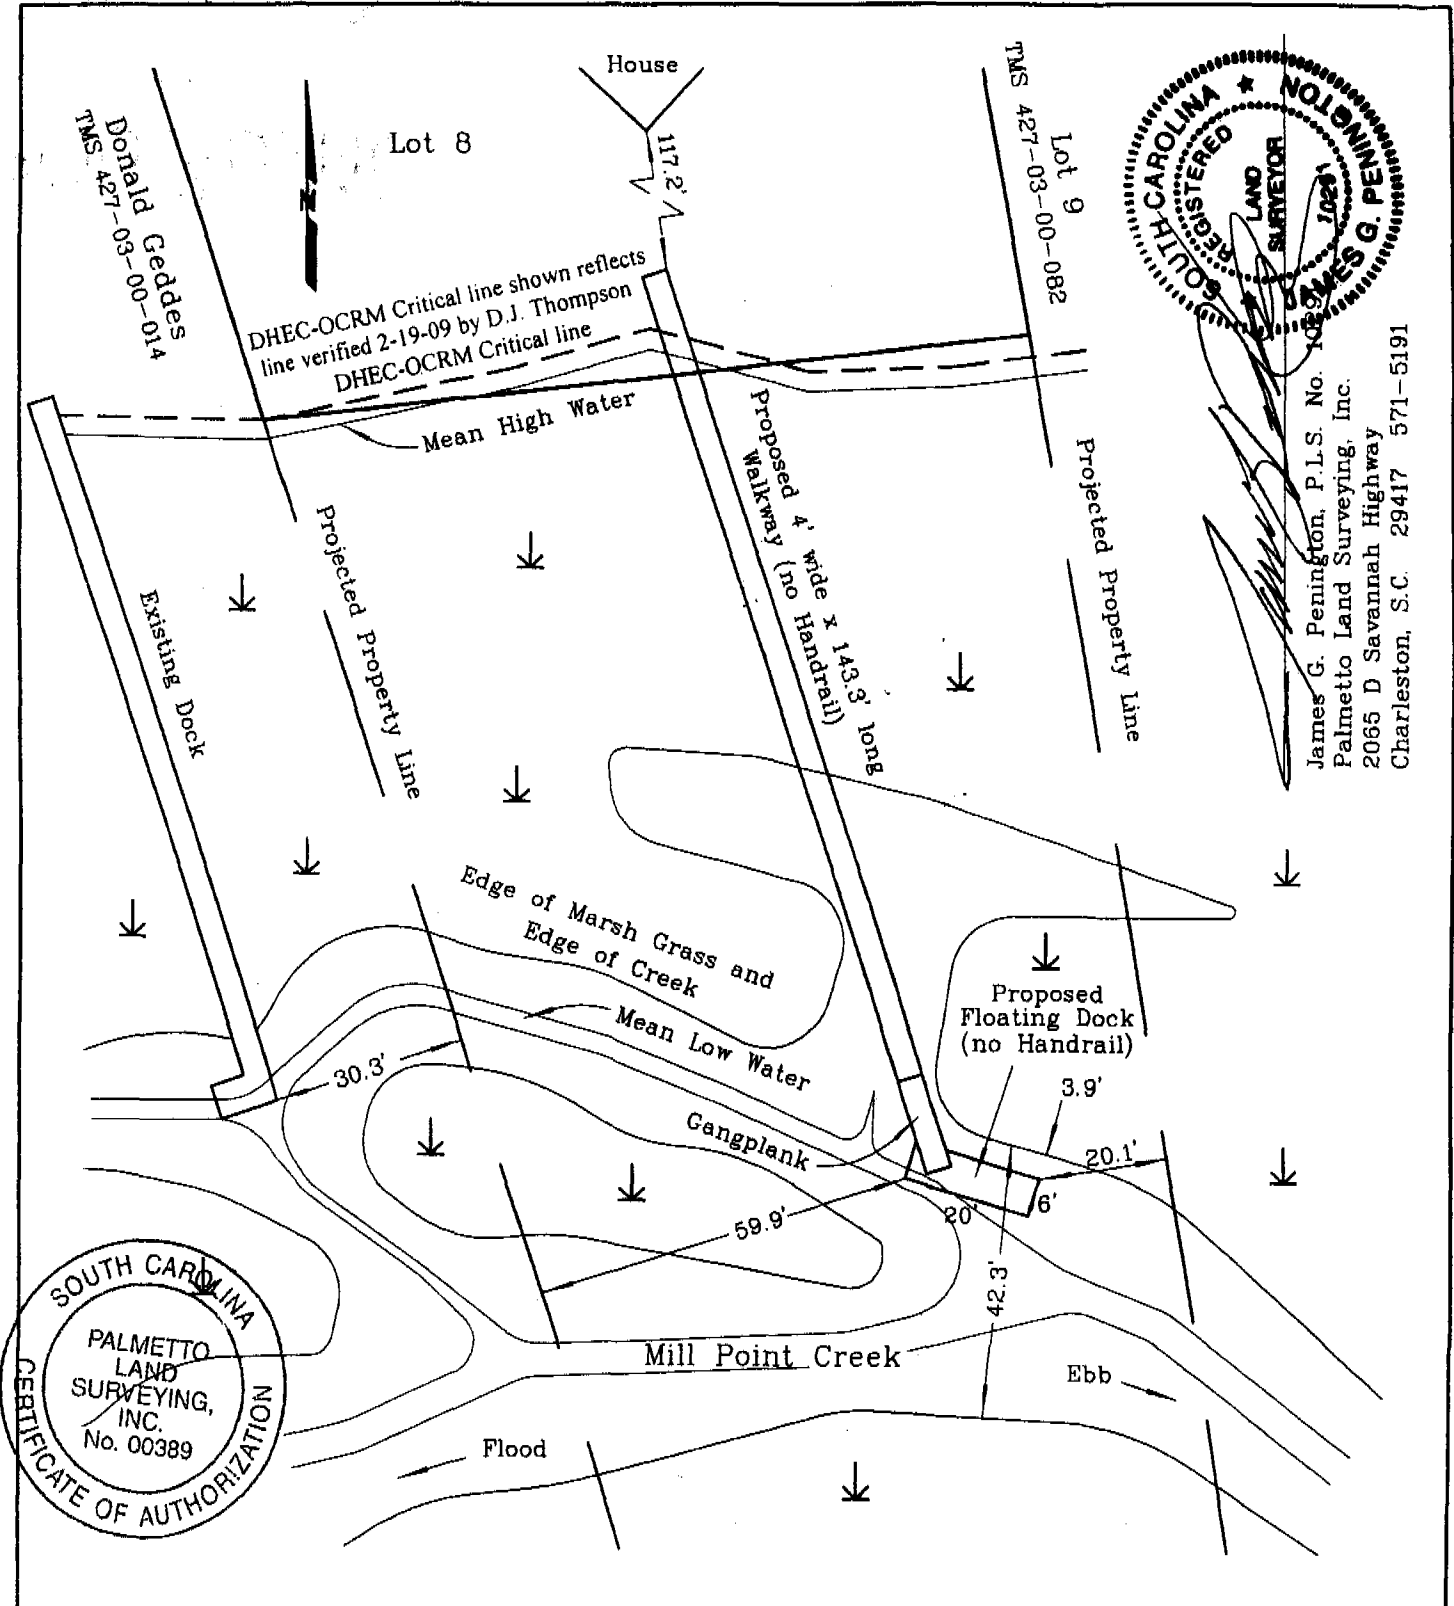 House
Lot 8
117.2'
Donald Geddes
TMS 427-03-00-014
N
TMS 427-03-00-082
Lot 9
SOUTH CAROLINA
REGISTERED
LAND
SURVEYOR
JAMES G. PENINGTON
DHEC-OCRM Critical line shown reflects
line verified 2-19-09 by D.J. Thompson
DHEC-OCRM Critical line
Mean High Water
James G. Penington, P.L.S. No.
Palmetto Land Surveying, Inc.
2065 D Savannah Highway
Charleston, S.C. 29417 571-5191
Proposed 4' wide x 143.3' long
Walkway (no Handrail)
Projected Property Line
Projected Property Line
Existing Dock
Edge of Marsh Grass and
Edge of Creek
Mean Low Water
Proposed
Floating Dock
(no Handrail)
30.3'
3.9'
Gangplank
20.1'
59.9'
20'
6'
42.3'
Mill Point Creek
Ebb
Flood
SOUTH CAROLINA
PALMETTO
LAND
SURVEYING,
INC.
No. 00389
CERTIFICATE OF AUTHORIZATION